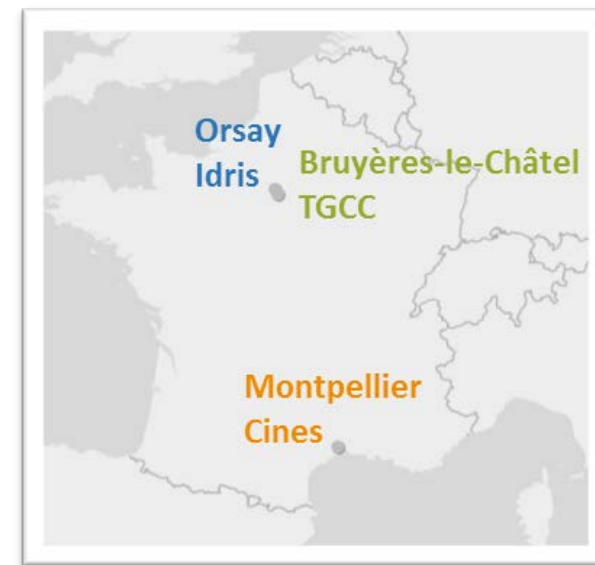 Orsay
Idris
Bruyères-le-Châtel
TGCC
Montpellier
Cines